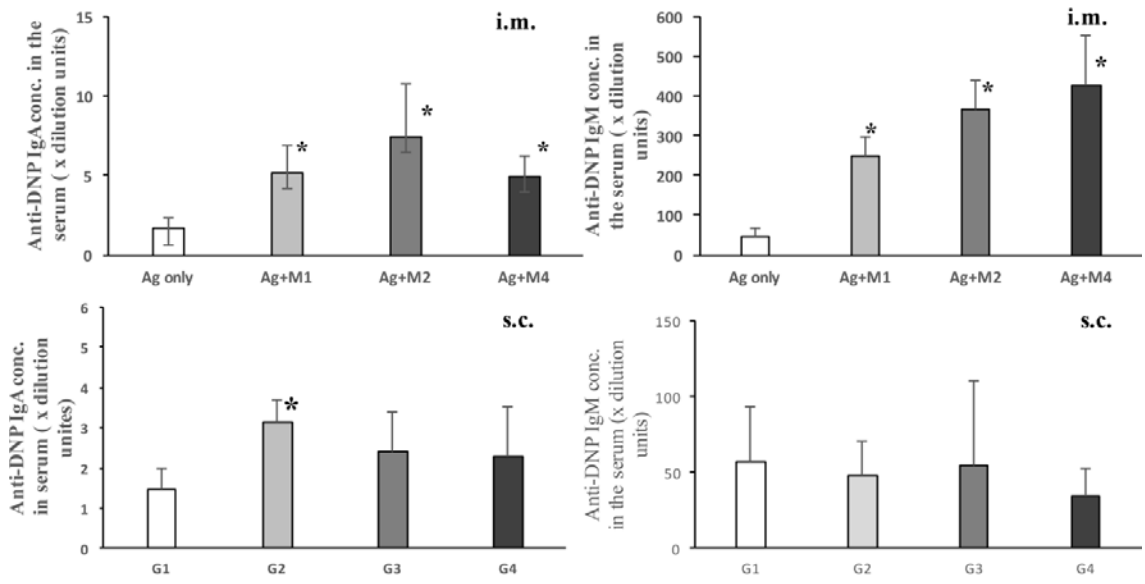 Anti-DNP IgA conc. in the
serum ( x dilution units)
15
10
5
0
i.m.
*
*
*
Ag only Ag+M1 Ag+M2 Ag+M4
Anti-DNP IgM conc. in
the serum ( x dilution
units)
600
500
400
300
200
100
0
i.m.
*
*
*
Ag only Ag+M1 Ag+M2 Ag+M4
Anti-DNP IgA conc.
in serum ( x dilution
unites)
6
5
4
3
2
1
0
s.c.
*
G1 G2 G3 G4
Anti-DNP IgM conc.
in the serum (x dilution
units)
150
100
50
0
s.c.
G1 G2 G3 G4